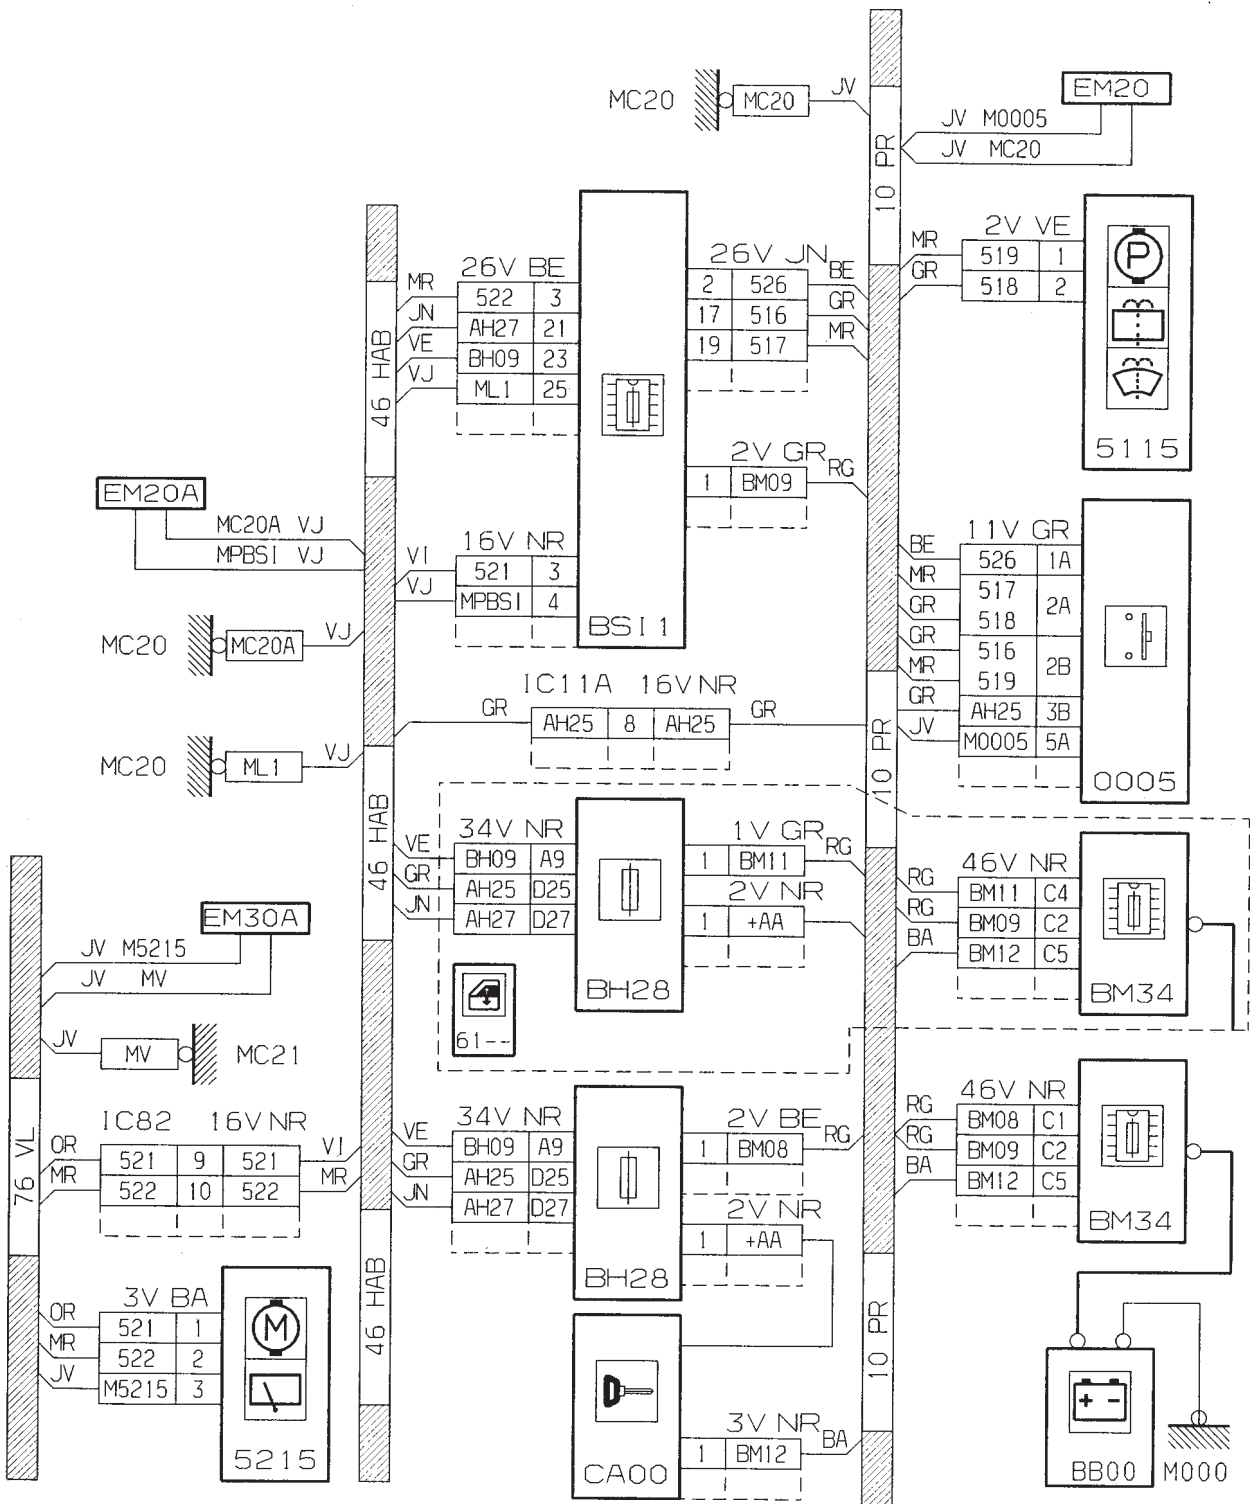 MC20 MC20 JV
EM20
JV M0005
JV MC20
10 PR
2V VE
MR 519 1
GR 518 2
5115
26V BE
MR 522 3
JN AH27 21
VE BH09 23
VJ ML1 25
46 HAB
26V JN
2 526 BE
17 516 GR
19 517 MR
2V GR
1 BM09 RG
EM20A
MC20A VJ
MPBSI VJ
16V NR
VI 521 3
VJ MPBSI 4
BSI1
MC20 MC20A VJ
11V GR
BE 526 1A
MR 517
GR 518 2A
GR 516
MR 519 2B
GR AH25 3B
JV M0005 5A
0005
IC11A 16V NR
GR AH25 8 AH25 GR
MC20 ML1 VJ
10 PR
46 HAB
34V NR
VE BH09 A9
GR AH25 D25
JN AH27 D27
1V GR
1 BM11 RG
2V NR
1 +AA
BH28
61--
46V NR
RG BM11 C4
RG BM09 C2
BA BM12 C5
BM34
EM30A
JV M5215
JV MV
JV MV MC21
76 VL
IC82 16V NR
OR 521 9 521 VI
MR 522 10 522 MR
34V NR
VE BH09 A9
GR AH25 D25
JN AH27 D27
2V BE
1 BM08 RG
2V NR
1 +AA
BH28
46V NR
RG BM08 C1
RG BM09 C2
BA BM12 C5
BM34
46 HAB
10 PR
3V BA
OR 521 1
MR 522 2
JV M5215 3
M
5215
3V NR
1 BM12 BA
CA00
+ -
BB00 M000
P